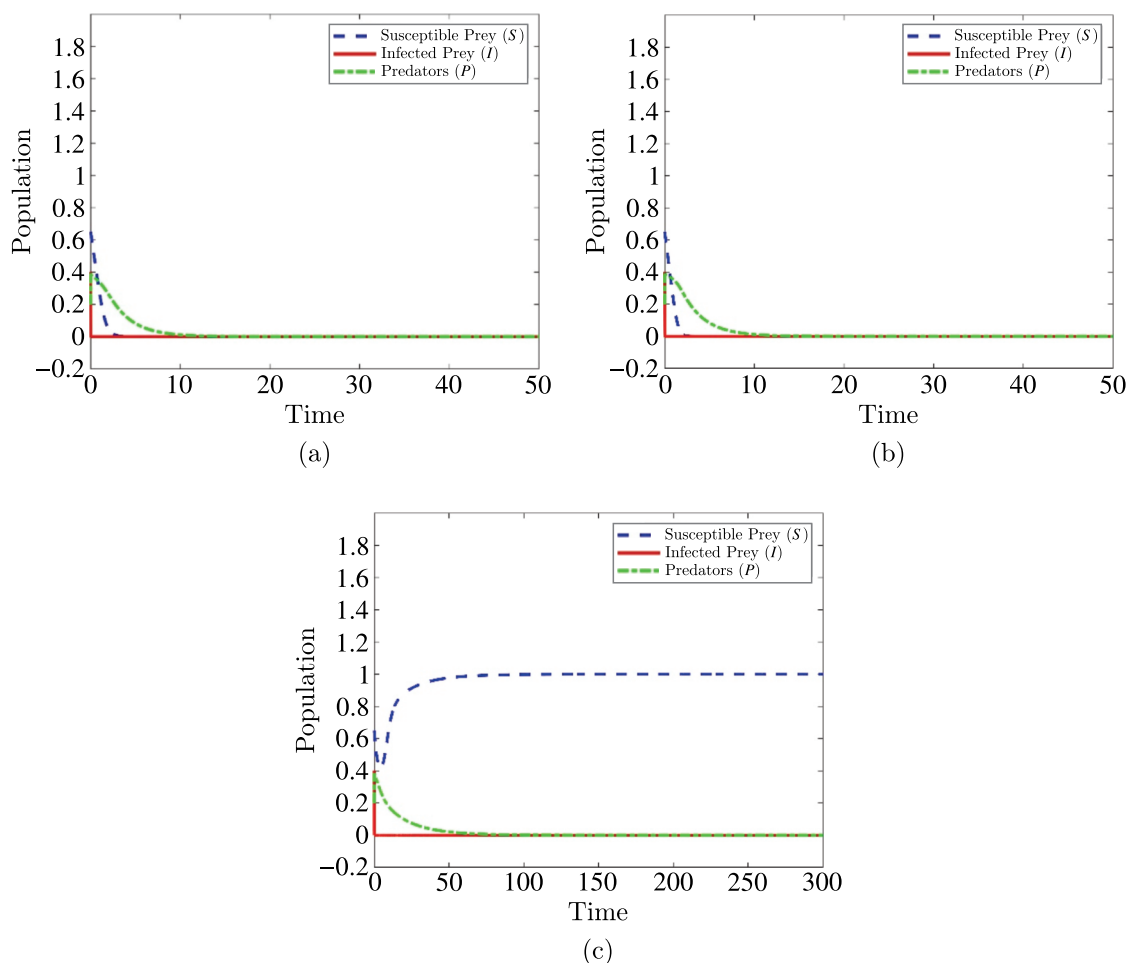 Susceptible Prey (S)
Infected Prey (I)
Predators (P)
1.8
1.6
1.4
1.2
1
0.8
0.6
0.4
0.2
0
−0.2
Population
0 10 20 30 40 50
Time
(a)
Susceptible Prey (S)
Infected Prey (I)
Predators (P)
1.8
1.6
1.4
1.2
1
0.8
0.6
0.4
0.2
0
−0.2
Population
0 10 20 30 40 50
Time
(b)
Susceptible Prey (S)
Infected Prey (I)
Predators (P)
1.8
1.6
1.4
1.2
1
0.8
0.6
0.4
0.2
0
−0.2
Population
0 50 100 150 200 250 300
Time
(c)